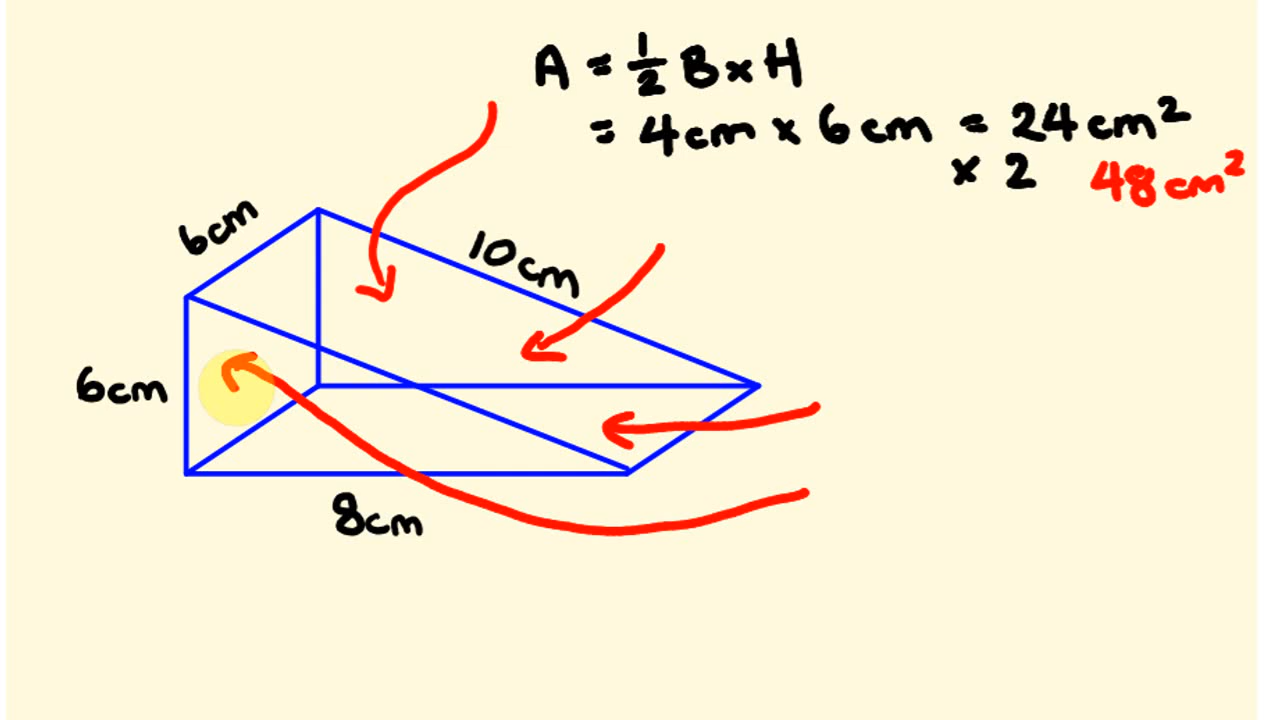 A = 1/2 B x H
= 4cm x 6cm = 24cm²
x 2 48cm²
6cm
10cm
6cm
8cm